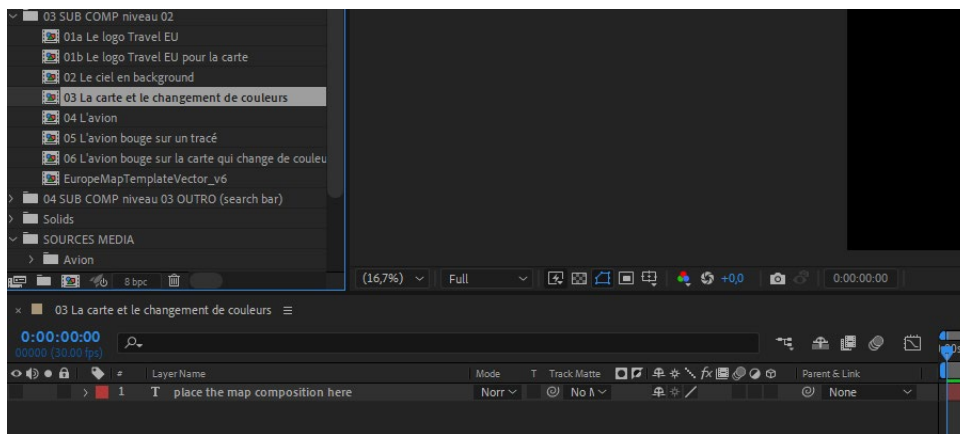 03 SUB COMP niveau 02
01a Le logo Travel EU
01b Le logo Travel EU pour la carte
02 Le ciel en background
03 La carte et le changement de couleurs
04 L'avion
05 L'avion bouge sur un tracé
06 L'avion bouge sur la carte qui change de couleu
EuropeMapTemplateVector_v6
04 SUB COMP niveau 03 OUTRO (search bar)
Solids
SOURCES MEDIA
Avion
8 bpc
(16,7%) Full +0,0 0:00:00:00
03 La carte et le changement de couleurs
0:00:00:00
00000 (30.00 fps)
# Layer Name Mode T Track Matte Parent & Link
1 T place the map composition here Norr No M None